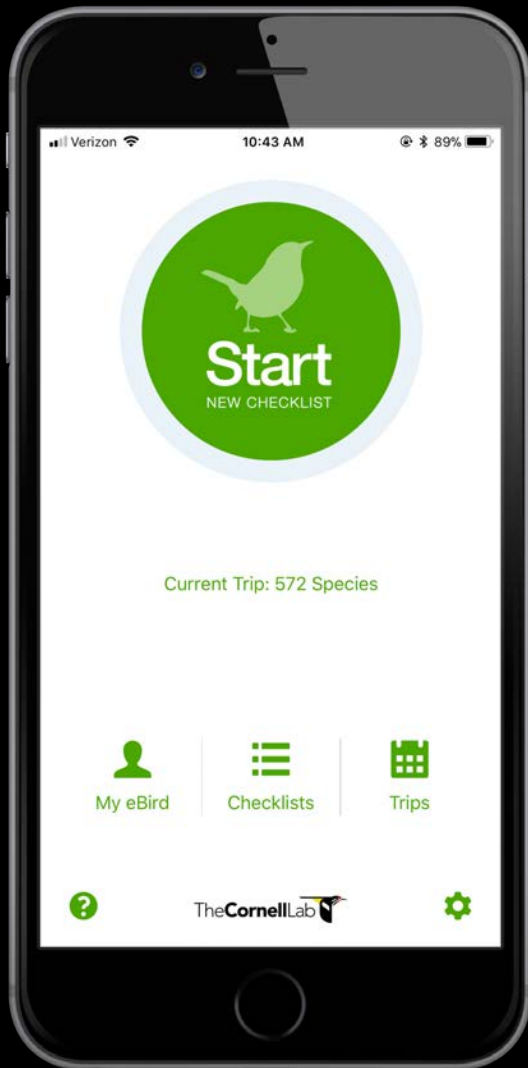 Verizon 10:43 AM 89%
Start
NEW CHECKLIST
Current Trip: 572 Species
My eBird Checklists Trips
? TheCornellLab